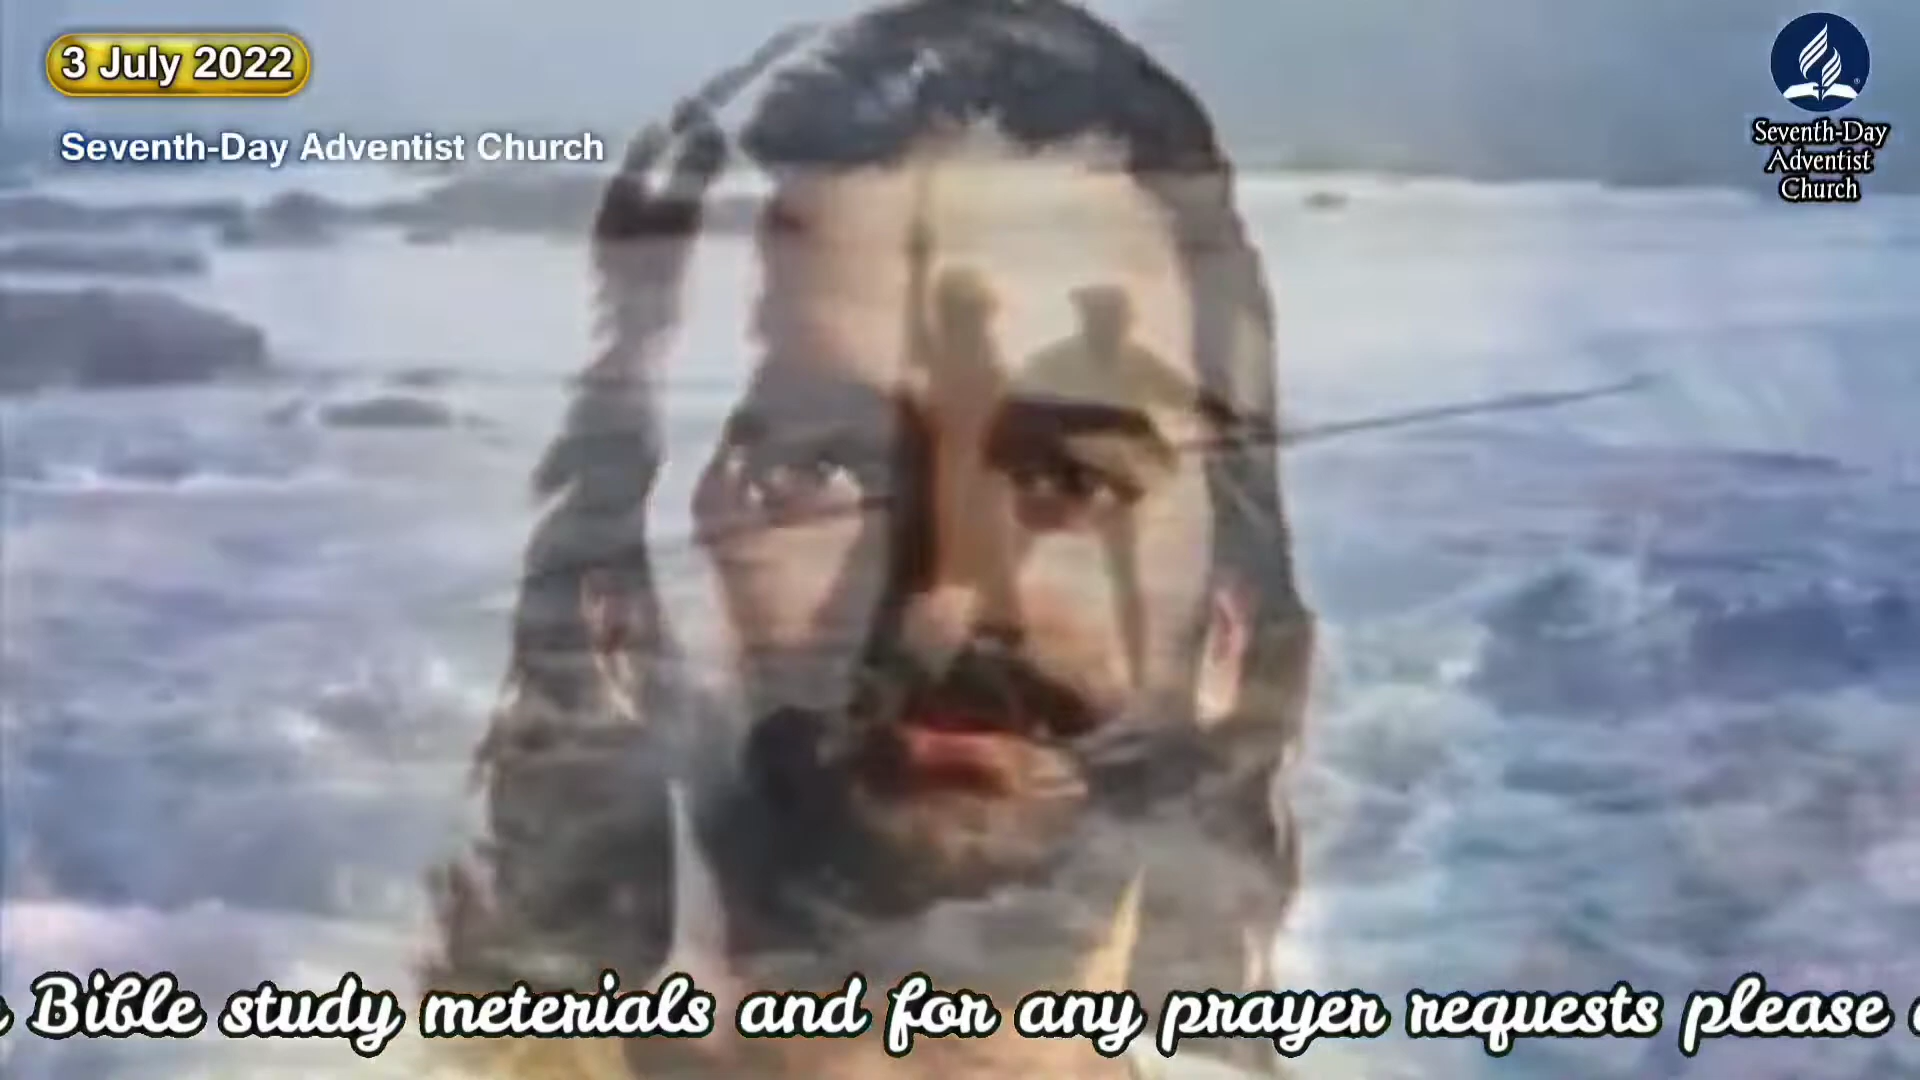 3 July 2022
Seventh-Day Adventist Church
Seventh-Day
Adventist
Church
Bible study meterials and for any prayer requests please